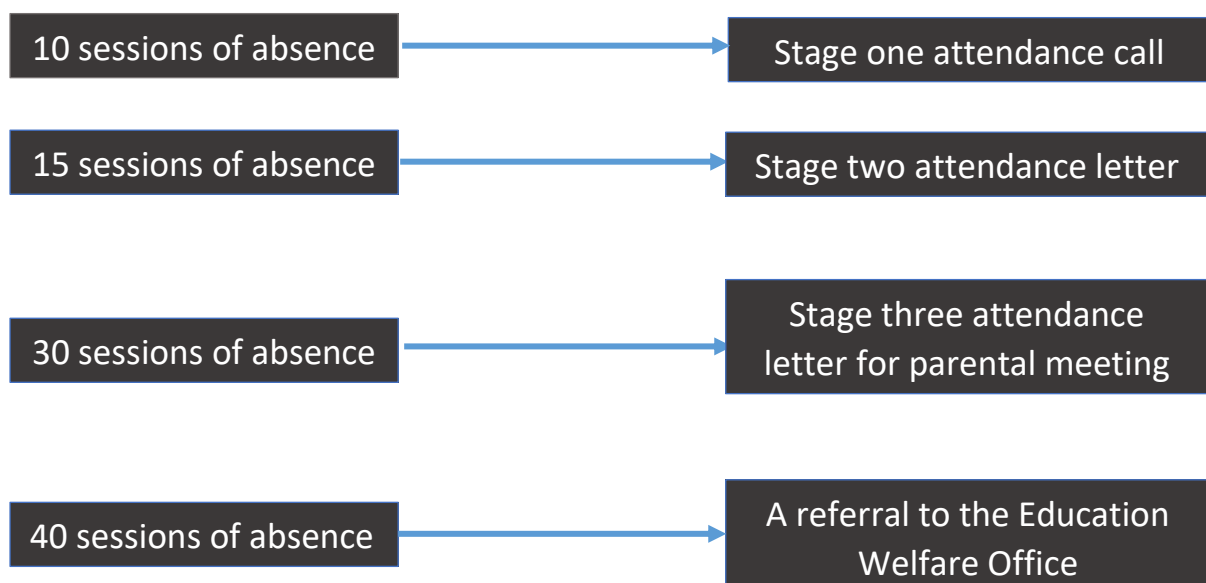 10 sessions of absence
Stage one attendance call
15 sessions of absence
Stage two attendance letter
30 sessions of absence
Stage three attendance
letter for parental meeting
40 sessions of absence
A referral to the Education
Welfare Office